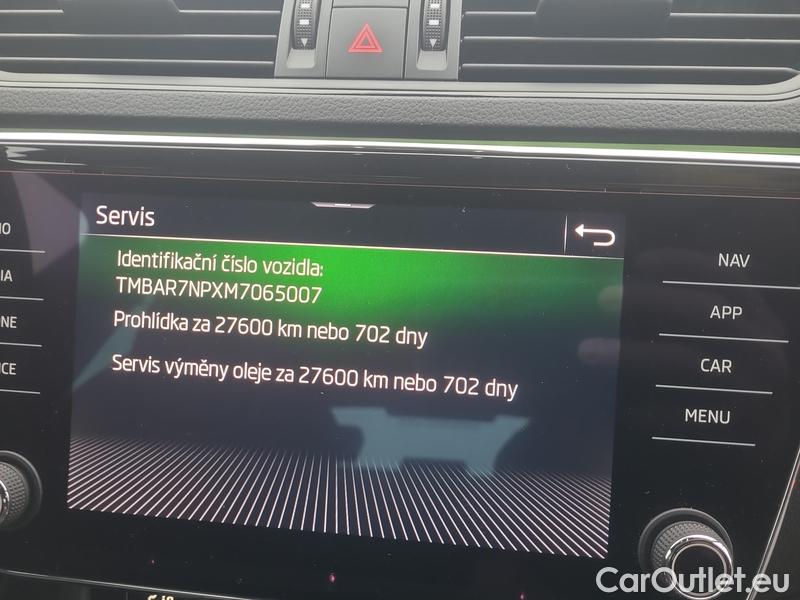 Servis
Identifikační číslo vozidla:
TMBAR7NPXM7065007
Prohlídka za 27600 km nebo 702 dny
Servis výměny oleje za 27600 km nebo 702 dny
NAV
APP
CAR
MENU
CarOutlet.eu